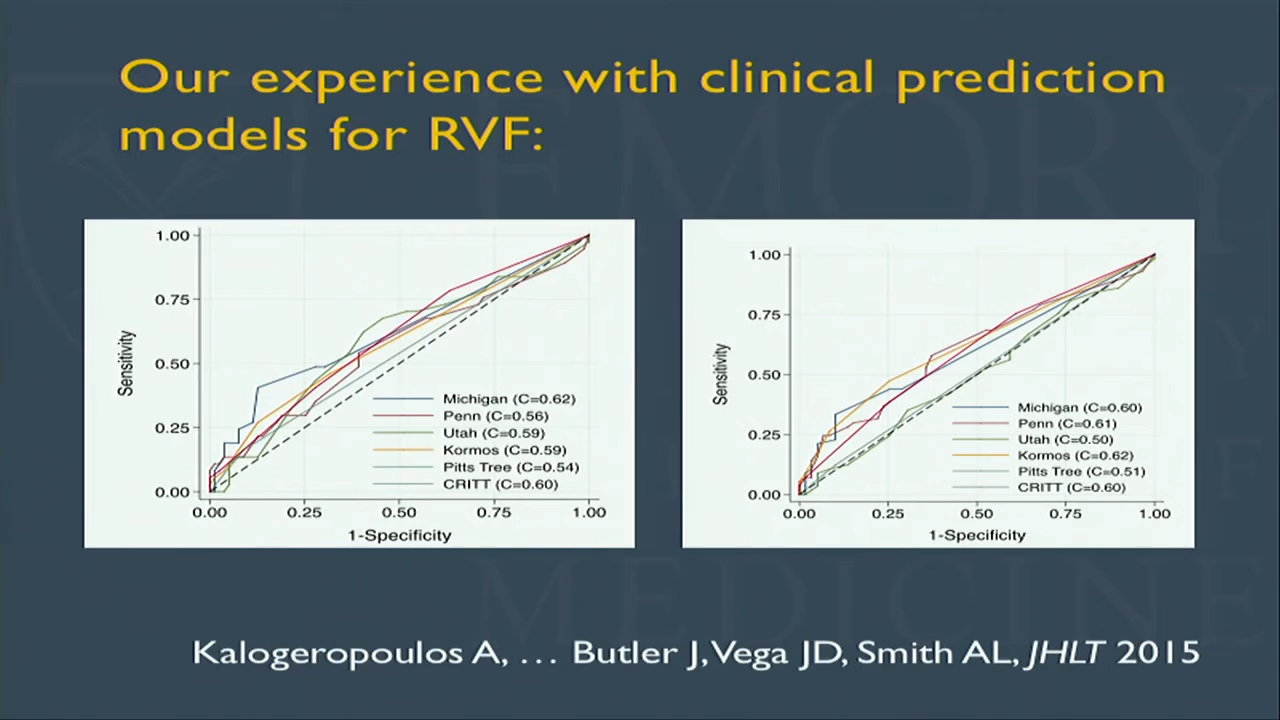 Our experience with clinical prediction
models for RVF:
1.00
0.75
0.50
0.25
0.00
Sensitivity
Michigan (C=0.62)
Penn (C=0.56)
Utah (C=0.59)
Kormos (C=0.59)
Pitts Tree (C=0.54)
CRITT (C=0.60)
0.00 0.25 0.50 0.75 1.00
1-Specificity
1.00
0.75
0.50
0.25
0.00
Sensitivity
Michigan (C=0.60)
Penn (C=0.61)
Utah (C=0.50)
Kormos (C=0.62)
Pitts Tree (C=0.51)
CRITT (C=0.60)
0.00 0.25 0.50 0.75 1.00
1-Specificity
Kalogeropoulos A, … Butler J, Vega JD, Smith AL, JHLT 2015
EMORY
MEDICINE